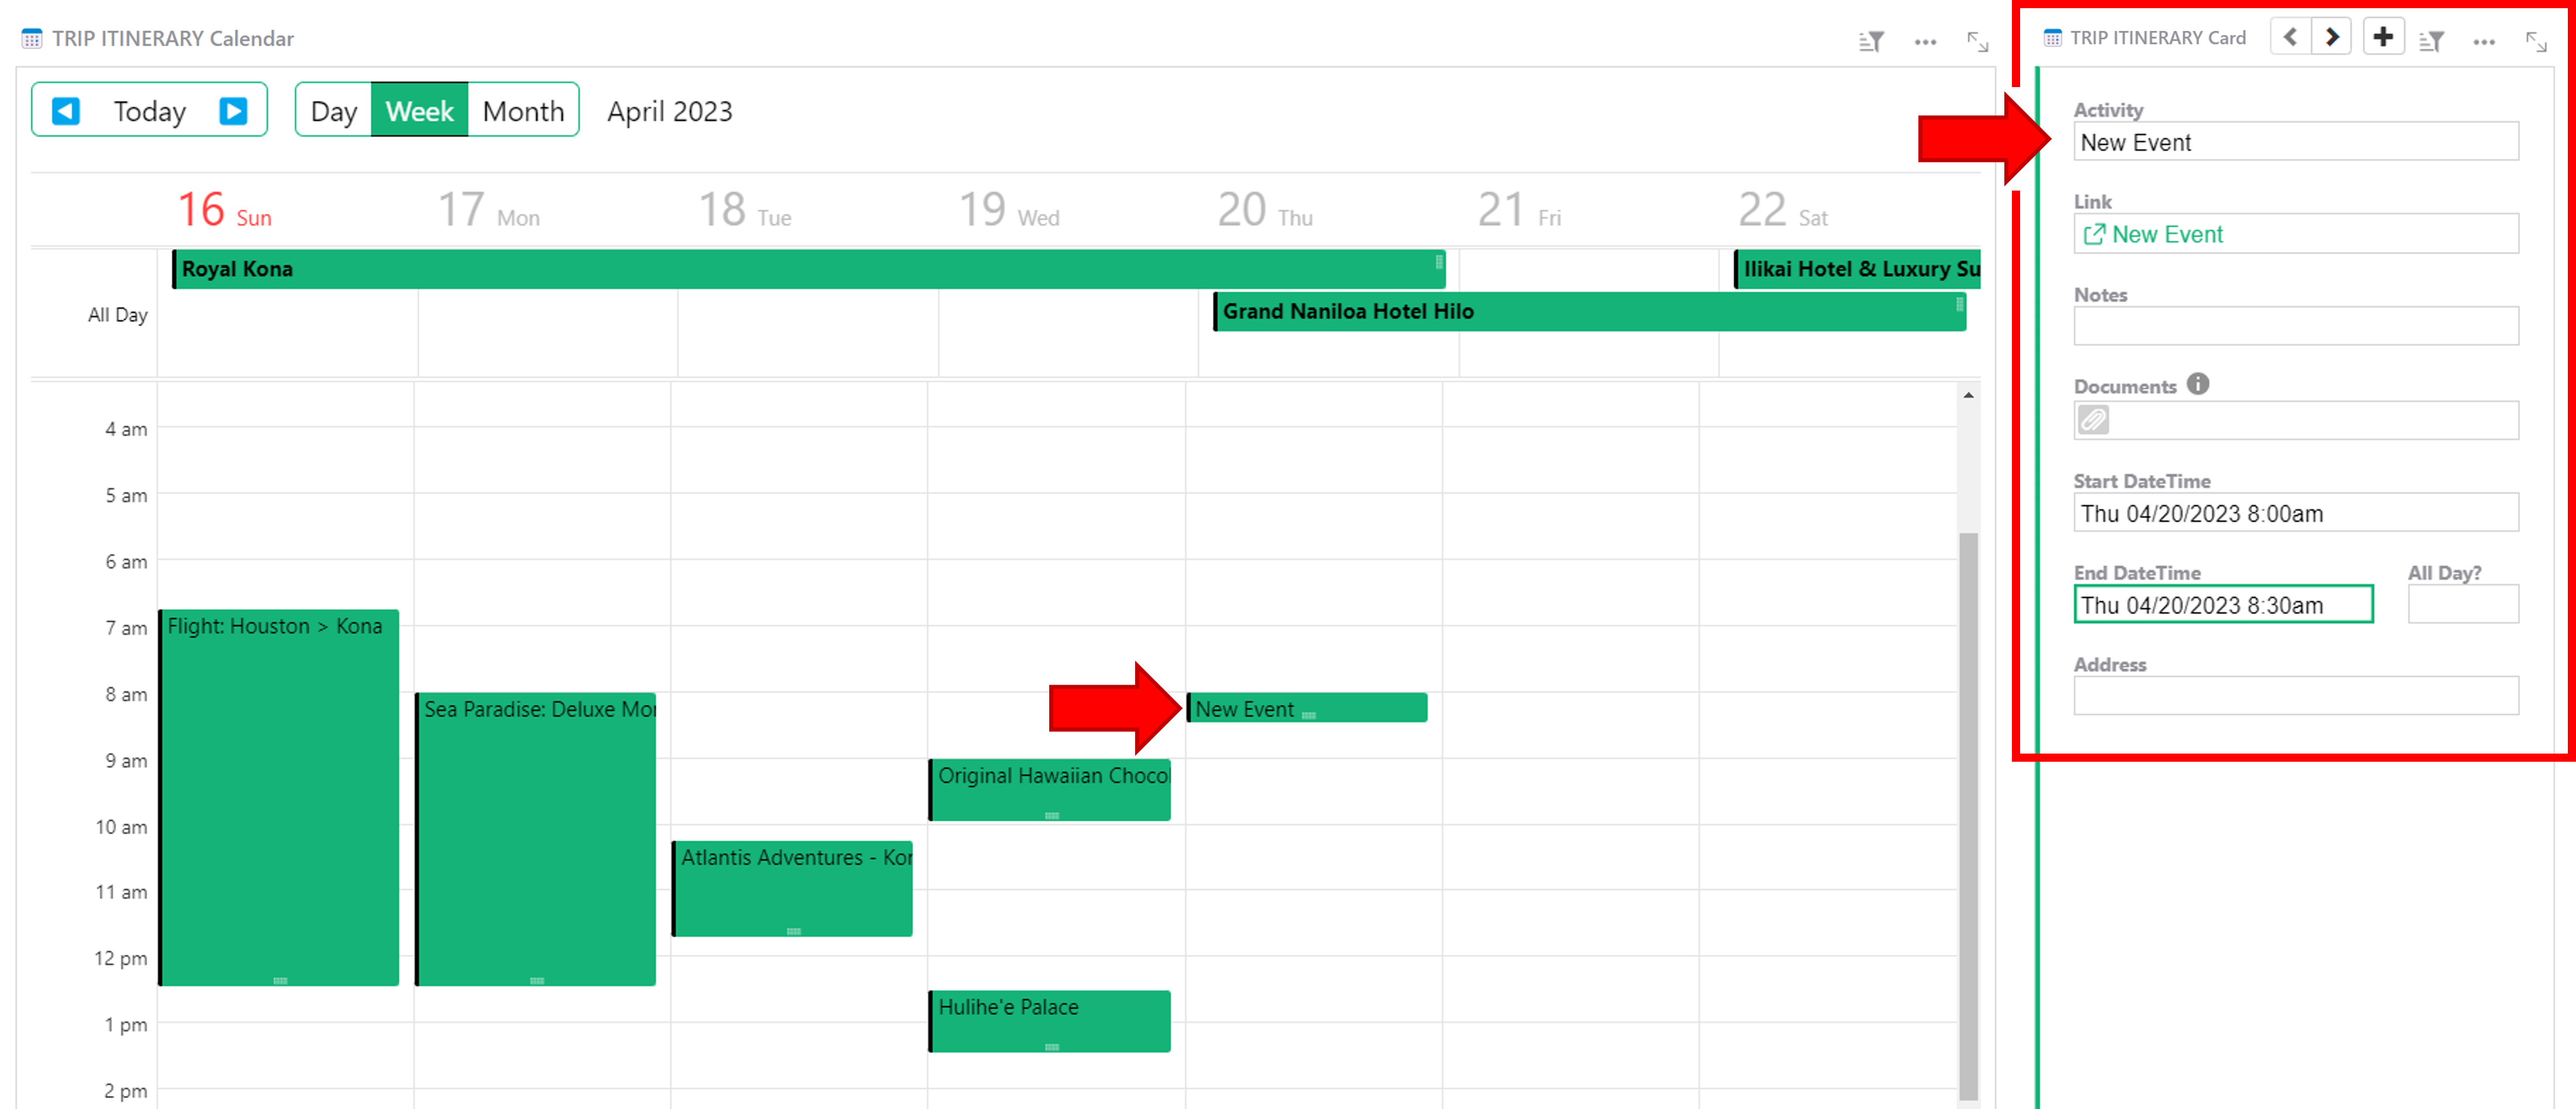 TRIP ITINERARY Calendar
Today
Day Week Month
April 2023
16 Sun
17 Mon
18 Tue
19 Wed
20 Thu
21 Fri
22 Sat
All Day
Royal Kona
Ilikai Hotel & Luxury Su
Grand Naniloa Hotel Hilo
4 am
5 am
6 am
7 am
8 am
9 am
10 am
11 am
12 pm
1 pm
2 pm
Flight: Houston > Kona
Sea Paradise: Deluxe Mor
Atlantis Adventures - Kor
Original Hawaiian Choco
Hulihe'e Palace
New Event
TRIP ITINERARY Card
Activity
New Event
Link
New Event
Notes
Documents
Start DateTime
Thu 04/20/2023 8:00am
End DateTime
All Day?
Thu 04/20/2023 8:30am
Address